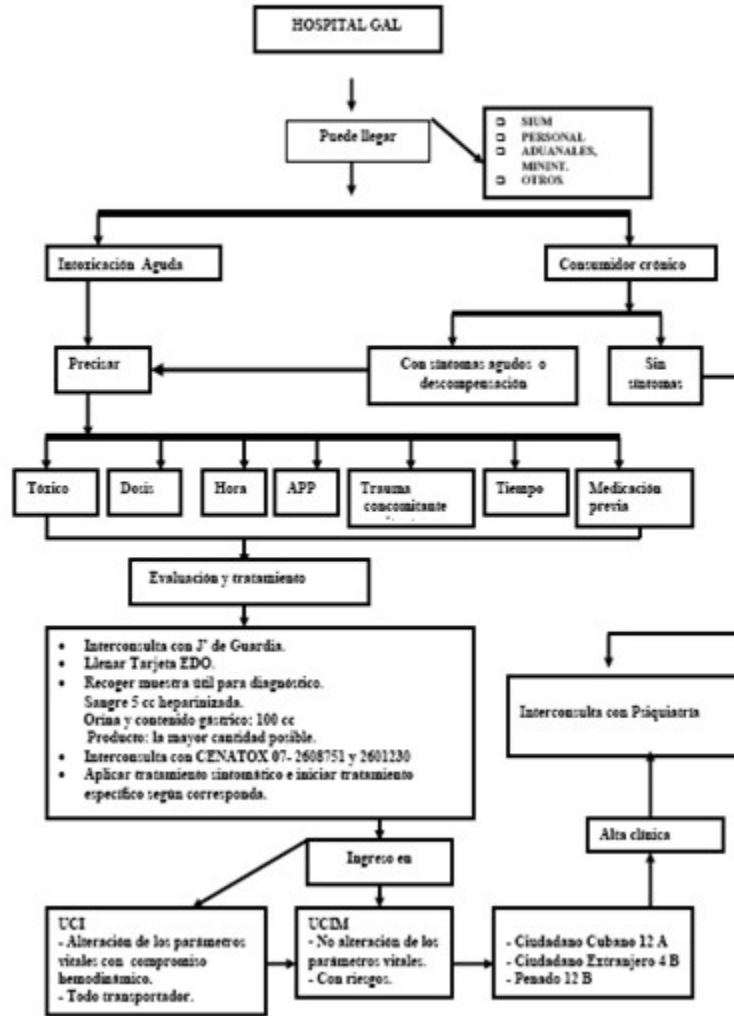 HOSPITAL GAL
Puede llegar
❑ SIUM
❑ PERSONAL
❑ ADUANALES,
MININT.
❑ OTROS.
Intoxicación Aguda
Consumidor crónico
Precisar
Con síntomas agudos o
descompensación
Sin
síntomas
Tóxico
Dosis
Hora
APP
Trauma
concomitante
Tiempo
Medicación
previa
Evaluación y tratamiento
• Interconsulta con J' de Guardia.
• Llenar Tarjeta EDO.
• Recoger muestra útil para diagnóstico.
Sangre 5 cc heparinizada.
Orina y contenido gástrico: 100 cc
Producto: la mayor cantidad posible.
• Interconsulta con CENATOX 07- 2608751 y 2601230
• Aplicar tratamiento sintomático e iniciar tratamiento
específico según corresponda.
Interconsulta con Psiquiatría
Alta clínica
Ingreso en
UCI
- Alteración de los parámetros
vitales con compromiso
hemodinámico.
- Todo transportador.
UCIM
- No alteración de los
parámetros vitales.
- Con riesgos.
- Ciudadano Cubano 12 A
- Ciudadano Extranjero 4 B
- Penado 12 B